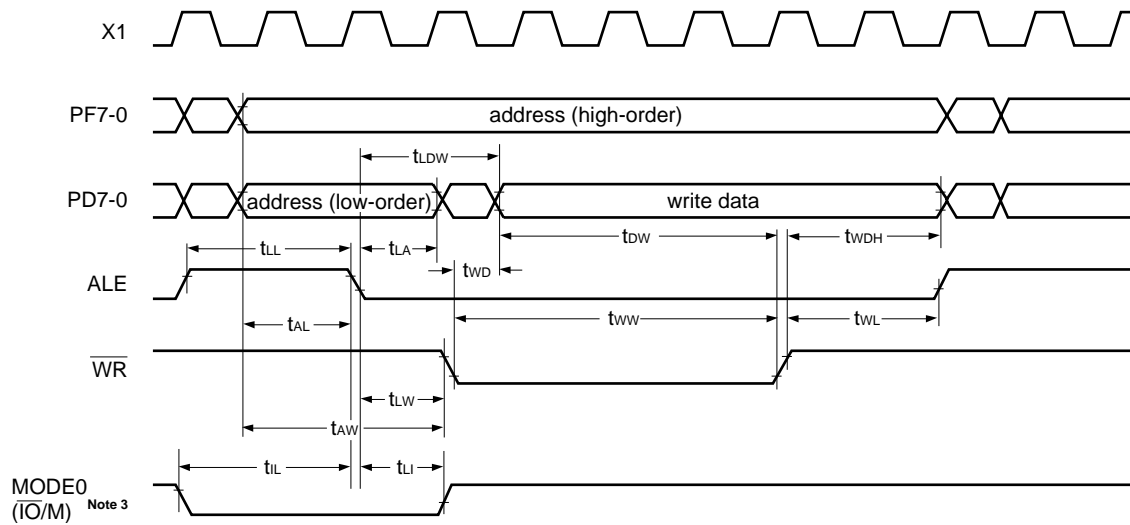 X1
PF7-0
address (high-order)
tLDW
PD7-0
address (low-order)
write data
tLL
tLA
tDW
tWDH
tWD
ALE
tAL
tWW
tWL
WR
tLW
tAW
tIL
tLI
MODE0
(IO/M) Note 3